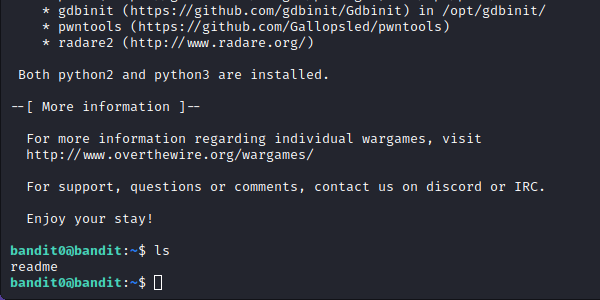 * gdbinit (https://github.com/gdbinit/Gdbinit) in /opt/gdbinit/
* pwntools (https://github.com/Gallopsled/pwntools)
* radare2 (http://www.radare.org/)
Both python2 and python3 are installed.
--[ More information ]--
For more information regarding individual wargames, visit
http://www.overthewire.org/wargames/
For support, questions or comments, contact us on discord or IRC.
Enjoy your stay!
bandit0@bandit:~$ ls
readme
bandit0@bandit:~$